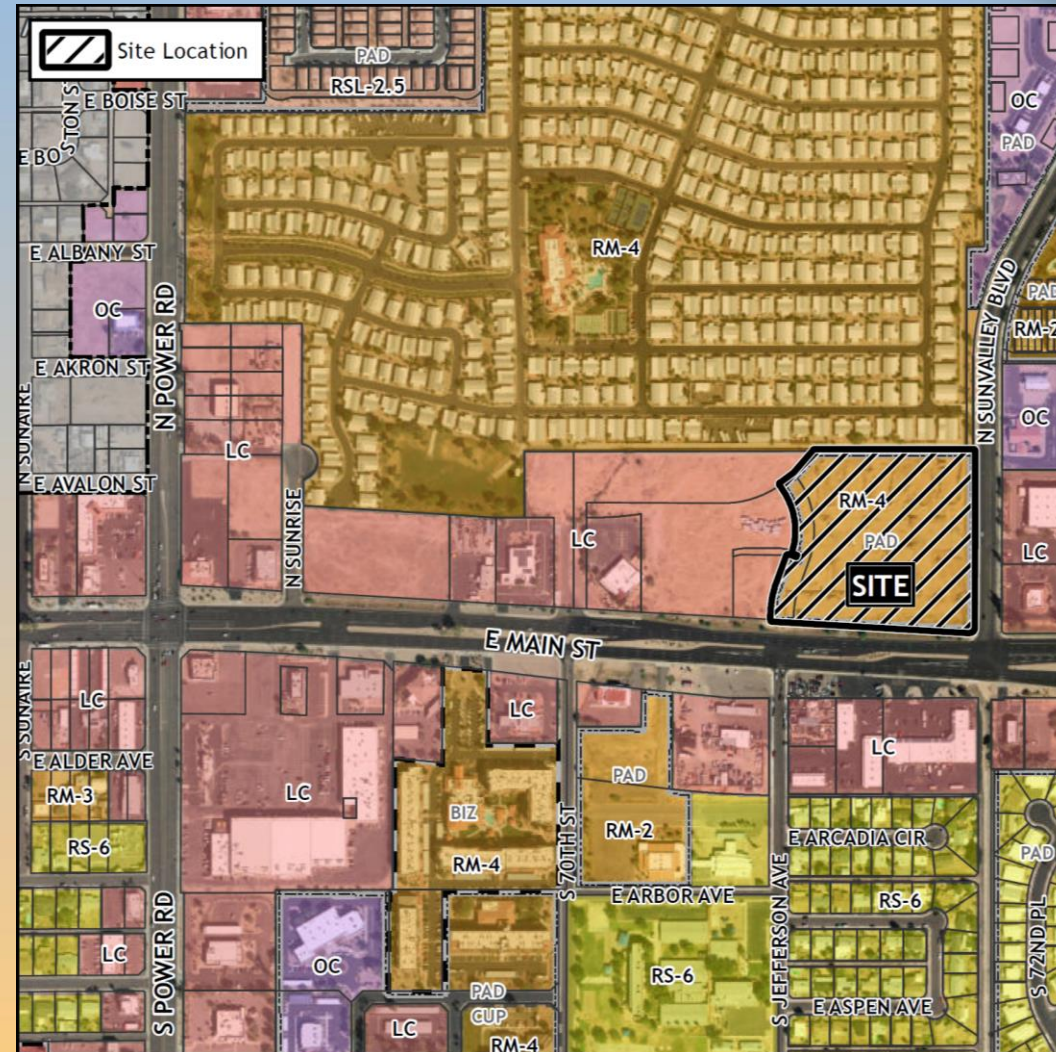 Site Location
PAD
RSL-2.5
E BOISE ST
S TON S
E BO
OC
PAD
E ALBANY ST
RM-4
OC
N POWER RD
E AKRON ST
N SUNVALLEY BLVD
PAD
RM-2
OC
N SUNAIRE
LC
E AVALON ST
N SUNRISE
LC
RM-4
PAD
SITE
LC
E MAIN ST
S SUNAIRE
LC
LC
LC
E ALDER AVE
RM-3
LC
PAD
BIZ
RM-2
RS-6
RM-4
S 70TH ST
E ARCADIA CIR
PAD
E ARBOR AVE
S JEFFERSON AVE
RS-6
S POWER RD
LC
OC
RS-6
S 72ND PL
PAD
CUP
E ASPEN AVE
LC
RM-4